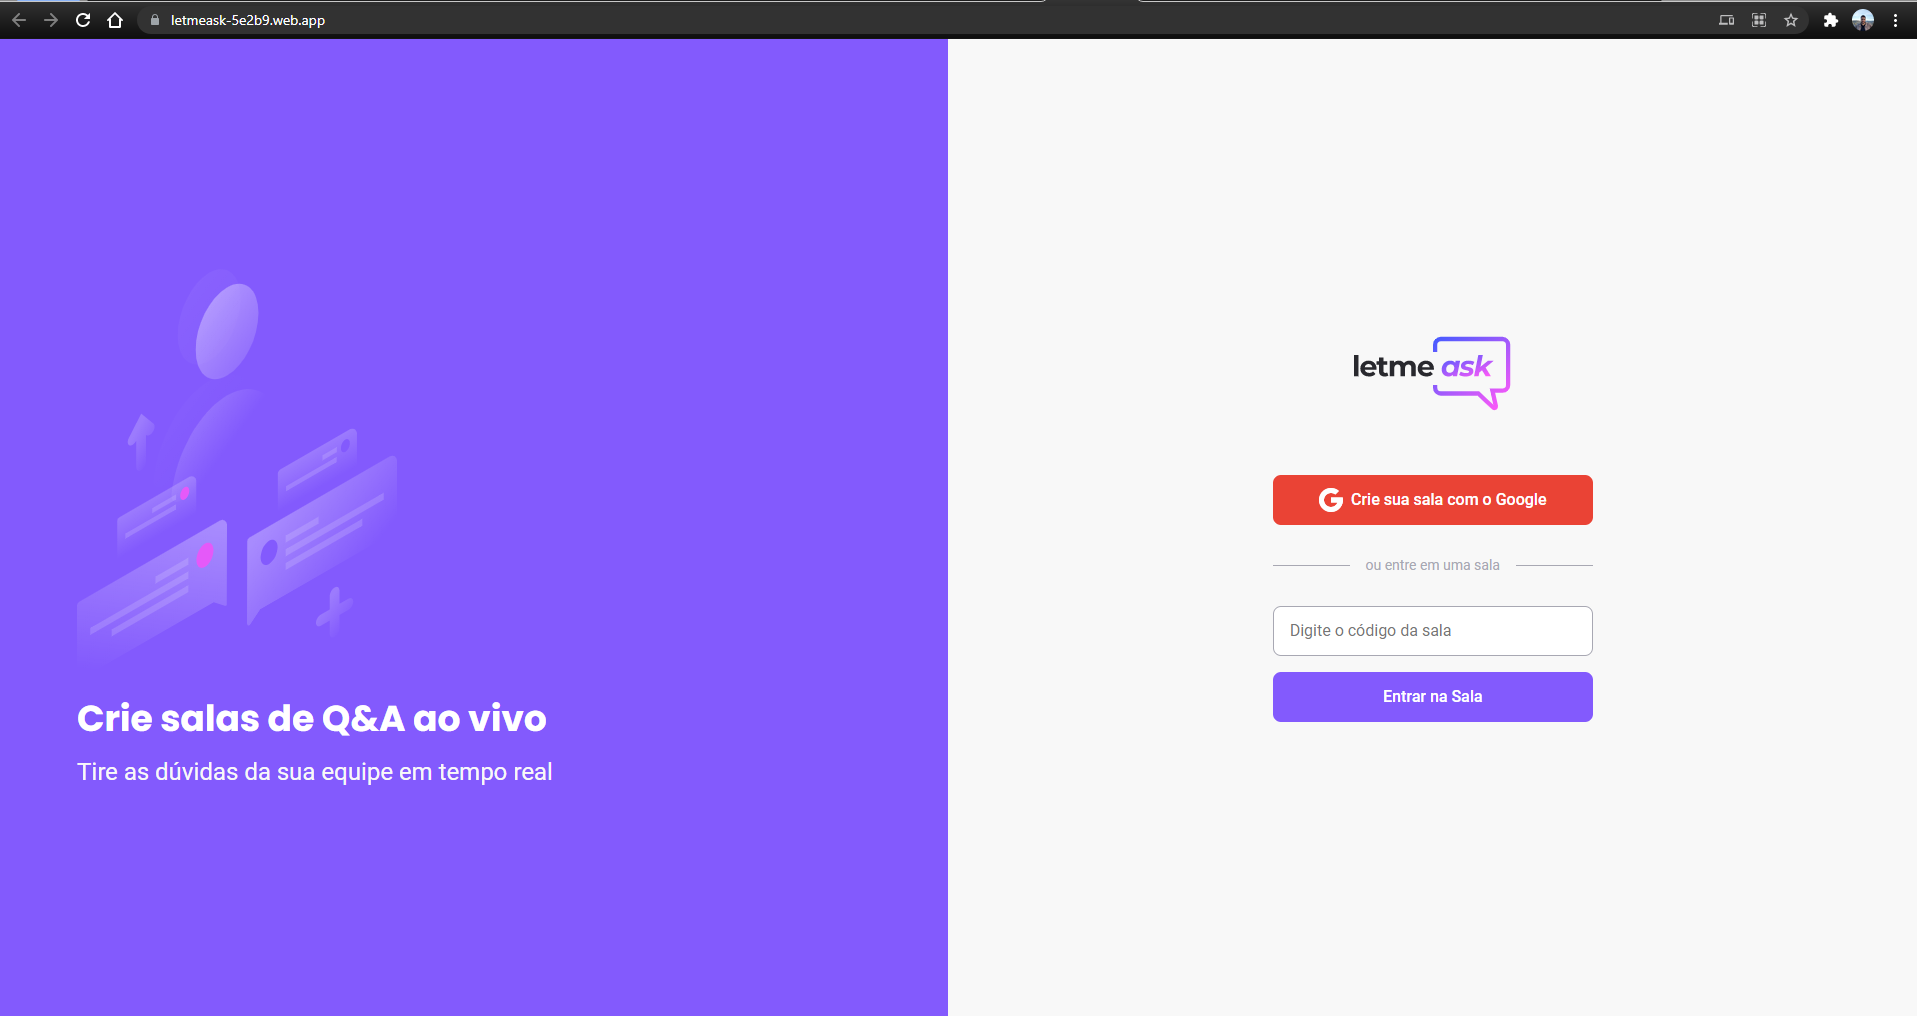 letmeask-5e2b9.web.app
Crie salas de Q&A ao vivo
Tire as dúvidas da sua equipe em tempo real
letme ask
G Crie sua sala com o Google
ou entre em uma sala
Digite o código da sala
Entrar na Sala